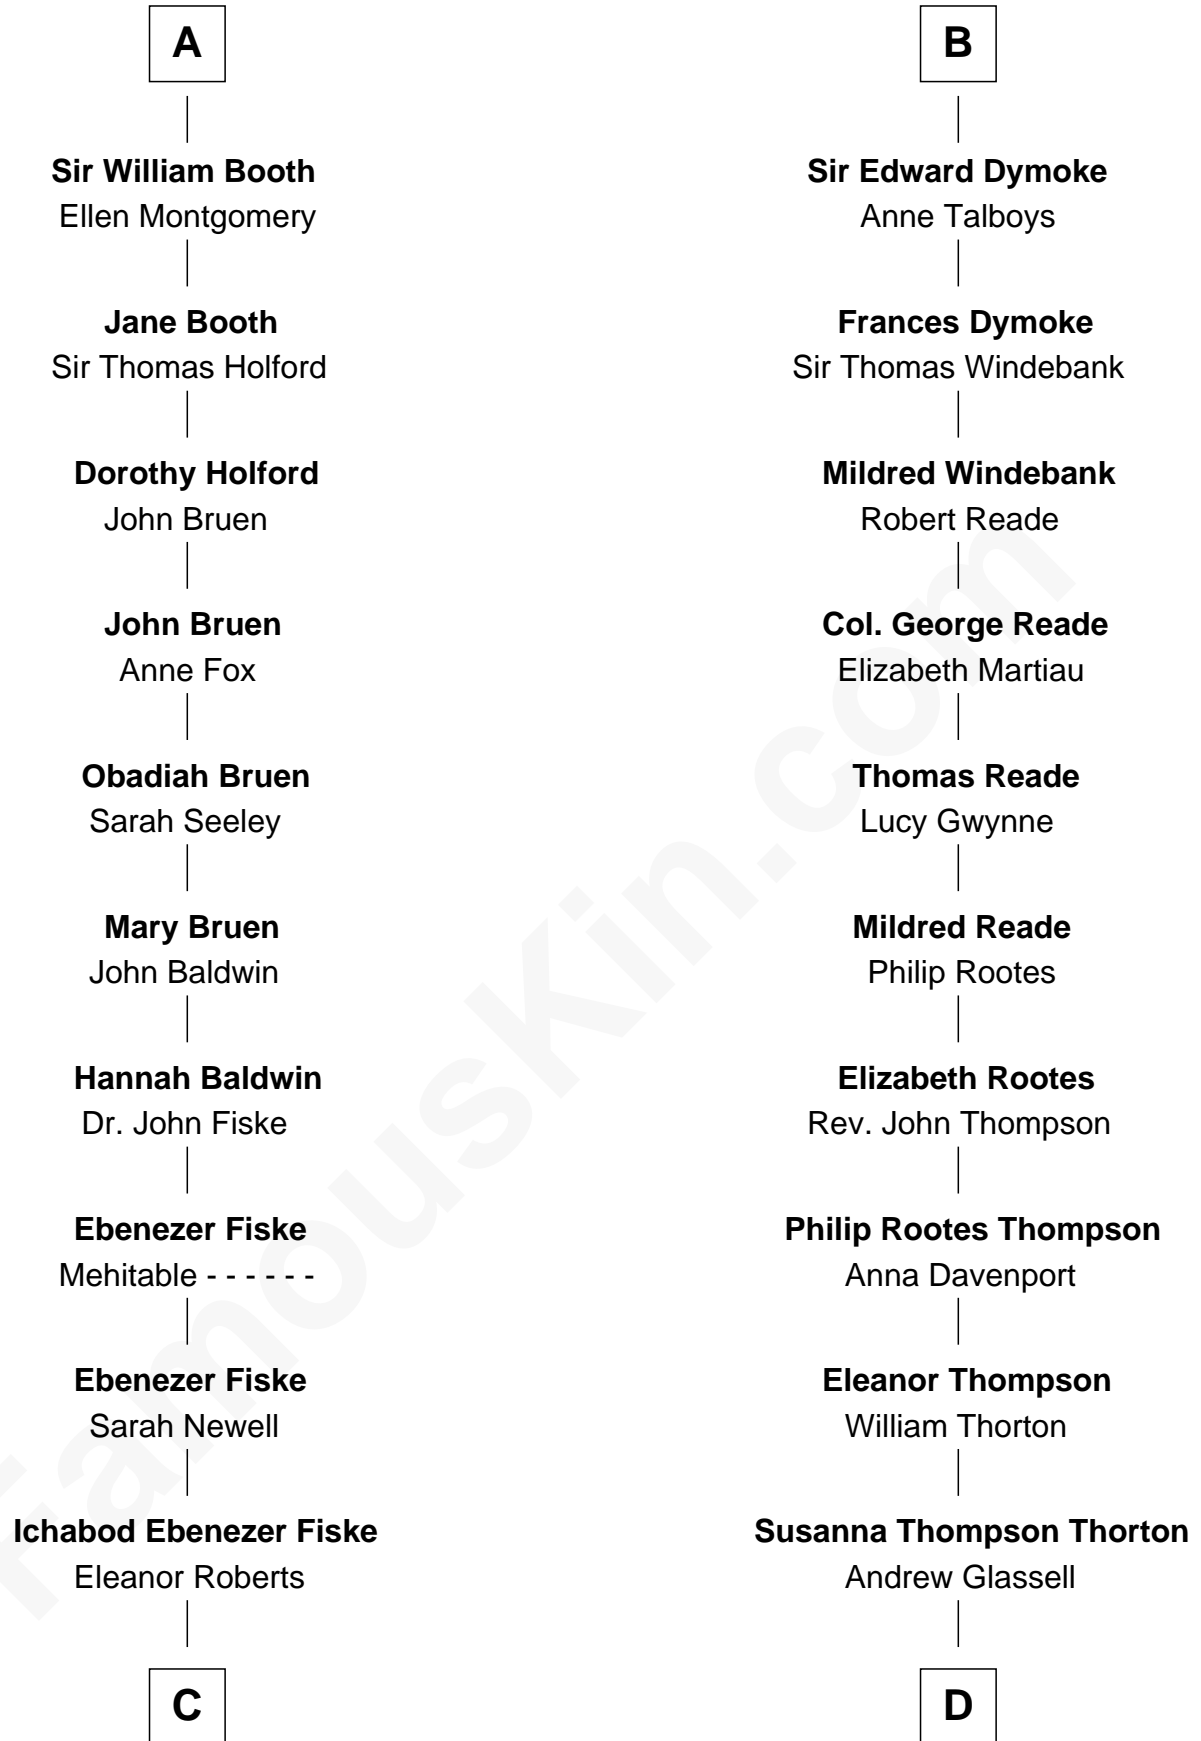 A
Sir William Booth
Ellen Montgomery
Jane Booth
Sir Thomas Holford
Dorothy Holford
John Bruen
John Bruen
Anne Fox
Obadiah Bruen
Sarah Seeley
Mary Bruen
John Baldwin
Hannah Baldwin
Dr. John Fiske
Ebenezer Fiske
Mehitable - - - - - -
Ebenezer Fiske
Sarah Newell
Ichabod Ebenezer Fiske
Eleanor Roberts
C
B
Sir Edward Dymoke
Anne Talboys
Frances Dymoke
Sir Thomas Windebank
Mildred Windebank
Robert Reade
Col. George Reade
Elizabeth Martiau
Thomas Reade
Lucy Gwynne
Mildred Reade
Philip Rootes
Elizabeth Rootes
Rev. John Thompson
Philip Rootes Thompson
Anna Davenport
Eleanor Thompson
William Thorton
Susanna Thompson Thorton
Andrew Glassell
D
FamousKin.com